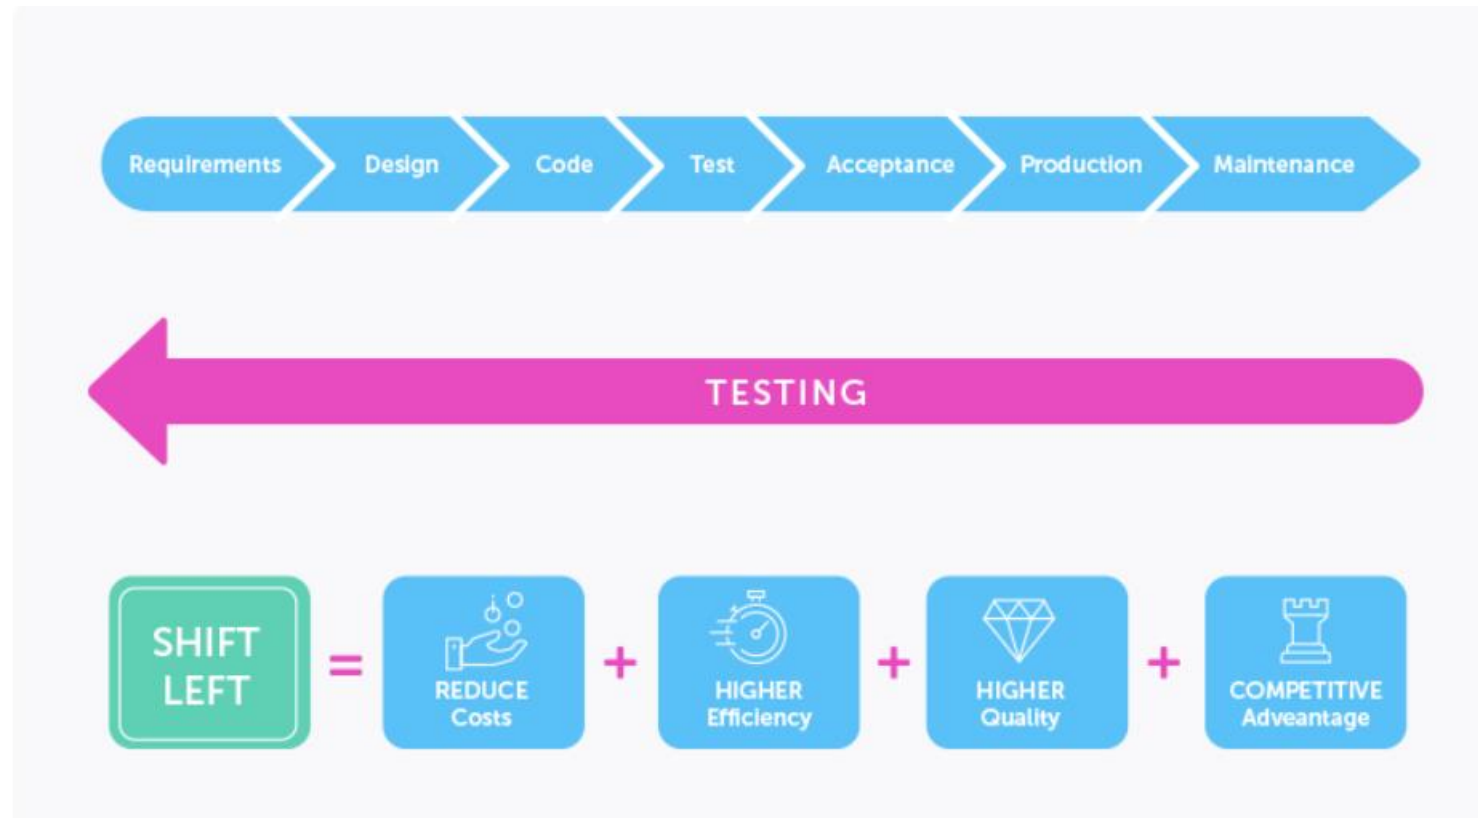 Requirements Design Code Test Acceptance Production Maintenance
TESTING
SHIFT
LEFT
=
REDUCE
Costs
+
HIGHER
Efficiency
+
HIGHER
Quality
+
COMPETITIVE
Adveantage